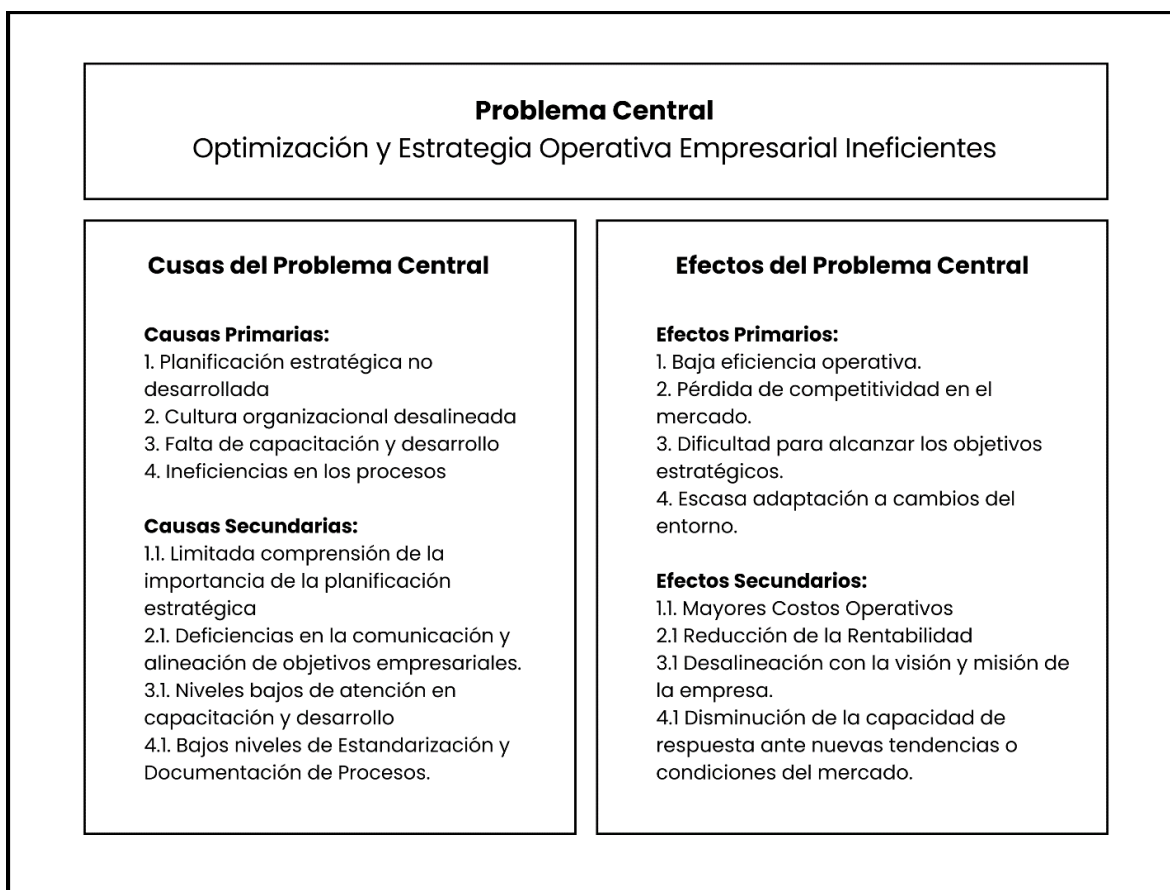 Problema Central
Optimización y Estrategia Operativa Empresarial Ineficientes
Cusas del Problema Central
Causas Primarias:
1. Planificación estratégica no
desarrollada
2. Cultura organizacional desalineada
3. Falta de capacitación y desarrollo
4. Ineficiencias en los procesos
Causas Secundarias:
1.1. Limitada comprensión de la
importancia de la planificación
estratégica
2.1. Deficiencias en la comunicación y
alineación de objetivos empresariales.
3.1. Niveles bajos de atención en
capacitación y desarrollo
4.1. Bajos niveles de Estandarización y
Documentación de Procesos.
Efectos del Problema Central
Efectos Primarios:
1. Baja eficiencia operativa.
2. Pérdida de competitividad en el
mercado.
3. Dificultad para alcanzar los objetivos
estratégicos.
4. Escasa adaptación a cambios del
entorno.
Efectos Secundarios:
1.1. Mayores Costos Operativos
2.1 Reducción de la Rentabilidad
3.1 Desalineación con la visión y misión de
la empresa.
4.1 Disminución de la capacidad de
respuesta ante nuevas tendencias o
condiciones del mercado.